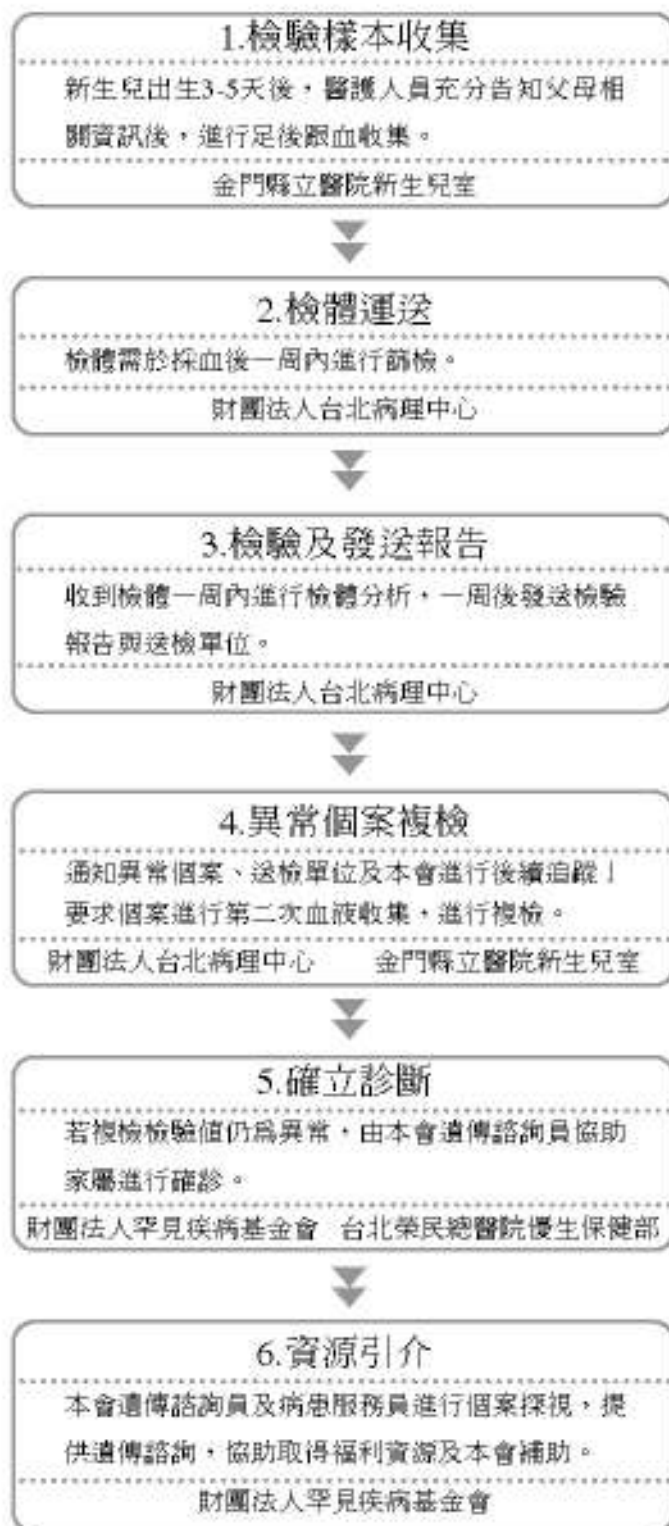 1.檢驗樣本收集
新生兒出生3-5天後，醫護人員充分告知父母相
關資訊後，進行足後跟血收集。
金門縣立醫院新生兒室
2.檢體運送
檢體需於採血後一周內進行篩檢。
財團法人台北病理中心
3.檢驗及發送報告
收到檢體一周內進行檢體分析，一周後發送檢驗
報告與送檢單位。
財團法人台北病理中心
4.異常個案複檢
通知異常個案、送檢單位及本會進行後續追蹤！
要求個案進行第二次血液收集，進行複檢。
財團法人台北病理中心 金門縣立醫院新生兒室
5.確立診斷
若複檢檢驗值仍為異常，由本會遺傳諮詢員協助
家屬進行確診。
財團法人罕見疾病基金會 台北榮民總醫院優生保健部
6.資源引介
本會遺傳諮詢員及病患服務員進行個案探視，提
供遺傳諮詢，協助取得福利資源及本會補助。
財團法人罕見疾病基金會